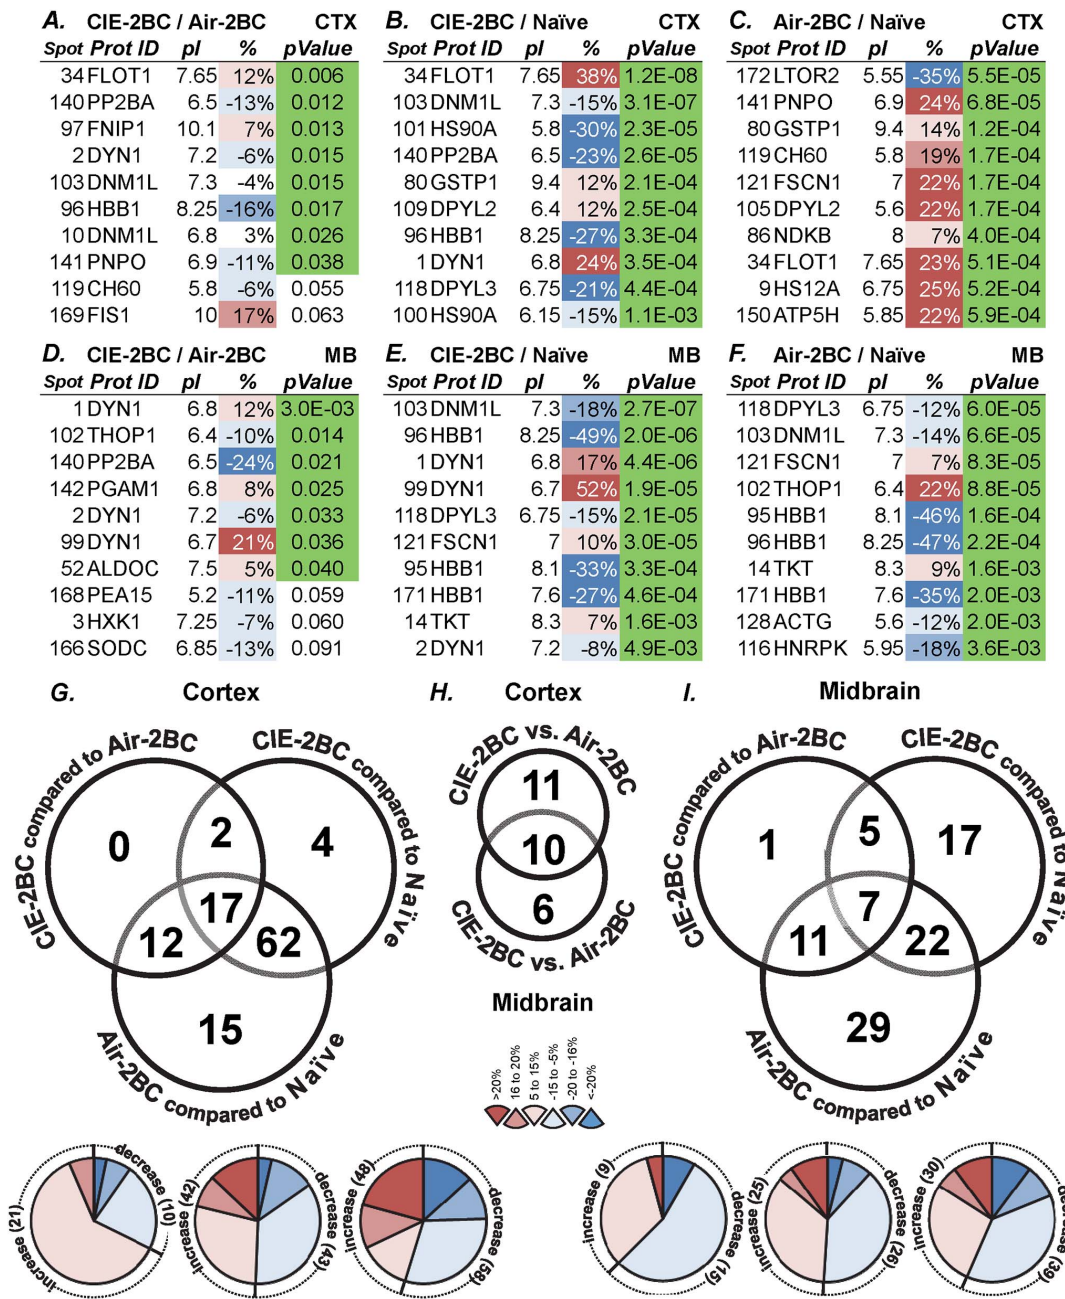 A. CIE-2BC / Air-2BC CTX
Spot Prot ID pI % pValue
34 FLOT1 7.65 12% 0.006
140 PP2BA 6.5 -13% 0.012
97 FNIP1 10.1 7% 0.013
2 DYN1 7.2 -6% 0.015
103 DNM1L 7.3 -4% 0.015
96 HBB1 8.25 -16% 0.017
10 DNM1L 6.8 3% 0.026
141 PNPO 6.9 -11% 0.038
119 CH60 5.8 -6% 0.055
169 FIS1 10 17% 0.063
B. CIE-2BC / Naïve CTX
Spot Prot ID pI % pValue
34 FLOT1 7.65 38% 1.2E-08
103 DNM1L 7.3 -15% 3.1E-07
101 HS90A 5.8 -30% 2.3E-05
140 PP2BA 6.5 -23% 2.6E-05
80 GSTP1 9.4 12% 2.1E-04
109 DPYL2 6.4 12% 2.5E-04
96 HBB1 8.25 -27% 3.3E-04
1 DYN1 6.8 24% 3.5E-04
118 DPYL3 6.75 -21% 4.4E-04
100 HS90A 6.15 -15% 1.1E-03
C. Air-2BC / Naïve CTX
Spot Prot ID pI % pValue
172 LTOR2 5.55 -35% 5.5E-05
141 PNPO 6.9 24% 6.8E-05
80 GSTP1 9.4 14% 1.2E-04
119 CH60 5.8 19% 1.7E-04
121 FSCN1 7 22% 1.7E-04
105 DPYL2 5.6 22% 1.7E-04
86 NDKB 8 7% 4.0E-04
34 FLOT1 7.65 23% 5.1E-04
9 HS12A 6.75 25% 5.2E-04
150 ATP5H 5.85 22% 5.9E-04
D. CIE-2BC / Air-2BC MB
Spot Prot ID pI % pValue
1 DYN1 6.8 12% 3.0E-03
102 THOP1 6.4 -10% 0.014
140 PP2BA 6.5 -24% 0.021
142 PGAM1 6.8 8% 0.025
2 DYN1 7.2 -6% 0.033
99 DYN1 6.7 21% 0.036
52 ALDOC 7.5 5% 0.040
168 PEA15 5.2 -11% 0.059
3 HXK1 7.25 -7% 0.060
166 SODC 6.85 -13% 0.091
E. CIE-2BC / Naïve MB
Spot Prot ID pI % pValue
103 DNM1L 7.3 -18% 2.7E-07
96 HBB1 8.25 -49% 2.0E-06
1 DYN1 6.8 17% 4.4E-06
99 DYN1 6.7 52% 1.9E-05
118 DPYL3 6.75 -15% 2.1E-05
121 FSCN1 7 10% 3.0E-05
95 HBB1 8.1 -33% 3.3E-04
171 HBB1 7.6 -27% 4.6E-04
14 TKT 8.3 7% 1.6E-03
2 DYN1 7.2 -8% 4.9E-03
F. Air-2BC / Naïve MB
Spot Prot ID pI % pValue
118 DPYL3 6.75 -12% 6.0E-05
103 DNM1L 7.3 -14% 6.6E-05
121 FSCN1 7 7% 8.3E-05
102 THOP1 6.4 22% 8.8E-05
95 HBB1 8.1 -46% 1.6E-04
96 HBB1 8.25 -47% 2.2E-04
14 TKT 8.3 9% 1.6E-03
171 HBB1 7.6 -35% 2.0E-03
128 ACTG 5.6 -12% 2.0E-03
116 HNRPK 5.95 -18% 3.6E-03
G. Cortex
CIE-2BC compared to Air-2BC
CIE-2BC compared to Naïve
Air-2BC compared to Naïve
0
2
4
17
12
62
15
H. Cortex
CIE-2BC vs. Air-2BC
11
10
6
CIE-2BC vs. Air-2BC
Midbrain
I. Midbrain
CIE-2BC compared to Air-2BC
CIE-2BC compared to Naïve
Air-2BC compared to Naïve
1
5
17
7
11
22
29
>20%
16 to 20%
5 to 15%
-15 to -5%
-20 to -16%
<-20%
increase (21)
decrease (10)
increase (42)
decrease (43)
increase (48)
decrease (58)
increase (9)
decrease (15)
increase (25)
decrease (26)
increase (30)
decrease (39)